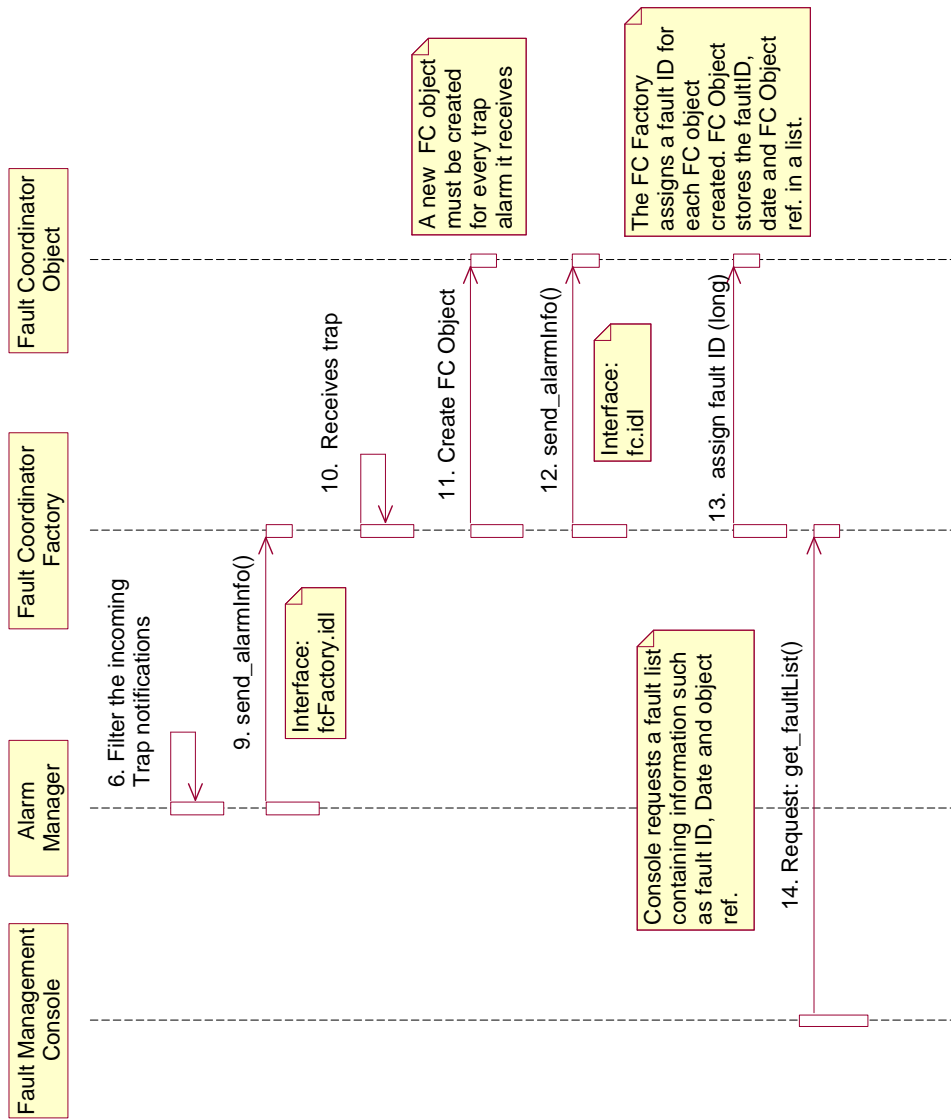 Fault Management
Console
Alarm
Manager
Fault Coordinator
Factory
Fault Coordinator
Object
6. Filter the incoming
Trap notifications
9. send_alarmInfo()
Interface:
fcFactory.idl
10.  Receives trap
11. Create FC Object
A new  FC object
must be created
for every trap
alarm it receives
12. send_alarmInfo()
Interface:
fc.idl
13.  assign fault ID (long)
The FC Factory
assigns a fault ID for
each FC object
created. FC Object
stores the faultID,
date and FC Object
ref. in a list.
Console requests a fault list
containing information such
as fault ID, Date and object
ref.
14. Request: get_faultList()